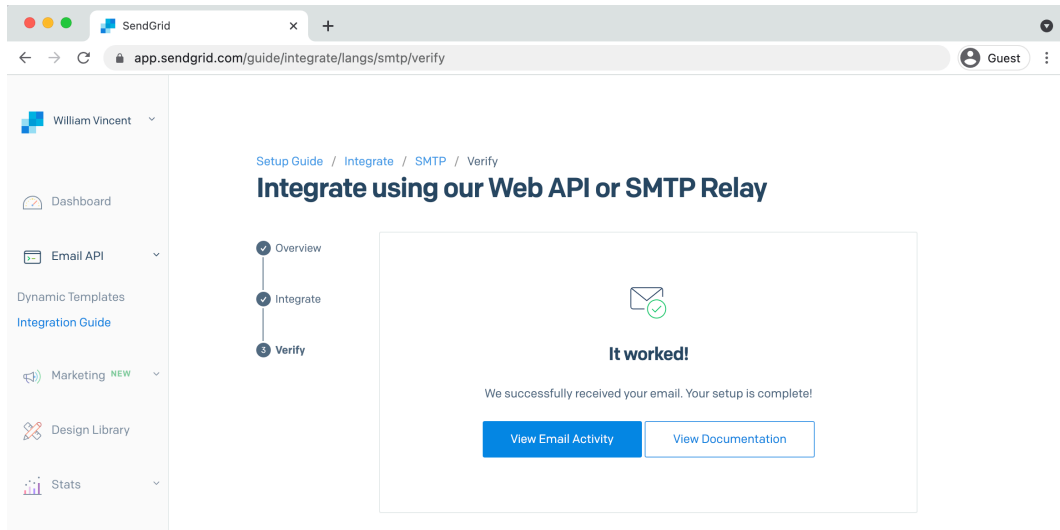 SendGrid
app.sendgrid.com/guide/integrate/langs/smtp/verify
Guest
William Vincent
Dashboard
Email API
Dynamic Templates
Integration Guide
Marketing NEW
Design Library
Stats
Setup Guide / Integrate / SMTP / Verify
Integrate using our Web API or SMTP Relay
Overview
Integrate
3 Verify
It worked!
We successfully received your email. Your setup is complete!
View Email Activity
View Documentation